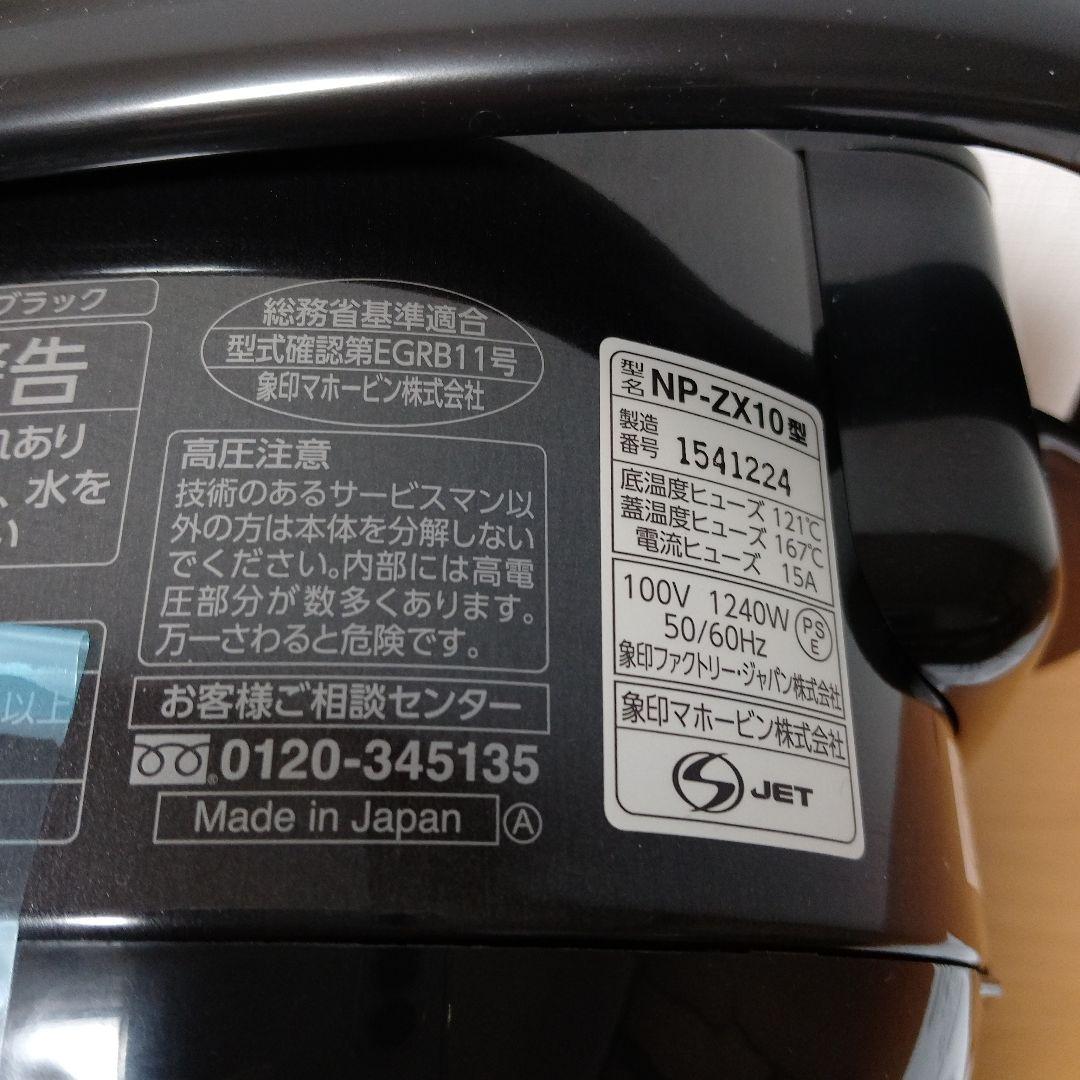 ブラック
警告
れあり
、水を
い
以上
総務省基準適合
型式確認第EGRB11号
象印マホービン株式会社
高圧注意
技術のあるサービスマン以
外の方は本体を分解しない
でください。内部には高電
圧部分が数多くあります。
万一さわると危険です。
お客様ご相談センター
0120-345135
Made in Japan
A
型名 NP-ZX10型
製造番号 1541224
底温度ヒューズ 121℃
蓋温度ヒューズ 167℃
電流ヒューズ 15A
100V 1240W
50/60Hz
PSE
象印ファクトリー・ジャパン株式会社
象印マホービン株式会社
S JET